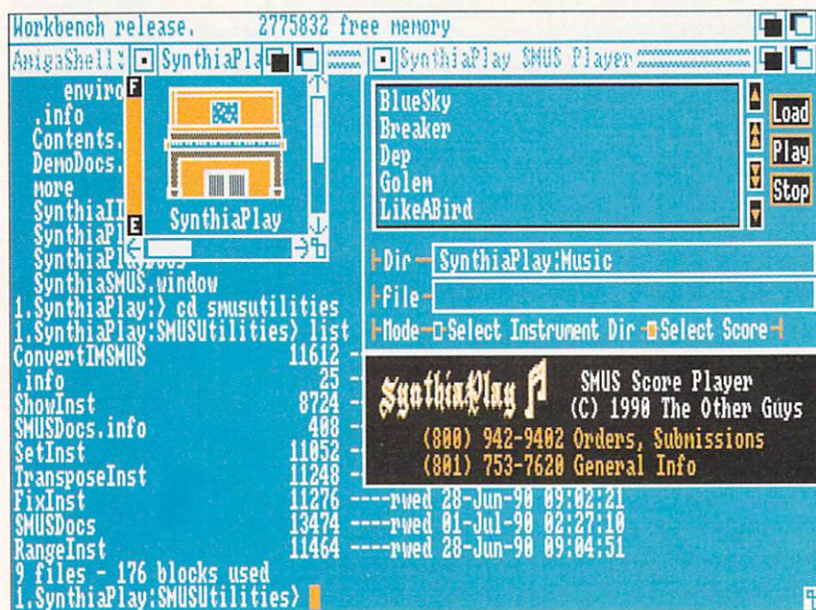 Workbench release. 2775832 free memory
AmigaShell
SynthiaPla
SynthiaPlay SMUS Player
F
E
SynthiaPlay
enviro
.info
Contents.
DemoDocs.
more
SynthiaII
SynthiaPl
SynthiaPlayDocs
SynthiaSMUS.window
1.SynthiaPlay:> cd smusutilities
1.SynthiaPlay:SMUSUtilities> list
ConvertIMSMUS 11612 --
.info 25 --
ShowInst 8724 --
SMUSDocs.info 408 --
SetInst 11052 --
TransposeInst 11248 --
FixInst 11276 ----rwed 28-Jun-90 09:02:21
SMUSDocs 13474 ----rwed 01-Jul-90 02:27:10
RangeInst 11464 ----rwed 28-Jun-90 09:04:51
9 files - 176 blocks used
1.SynthiaPlay:SMUSUtilities>
BlueSky
Breaker
Dep
Golem
LikeABird
Load
Play
Stop
Dir SynthiaPlay:Music
File
Mode Select Instrument Dir Select Score
SynthiaPlay
SMUS Score Player
(C) 1990 The Other Guys
(800) 942-9402 Orders, Submissions
(801) 753-7620 General Info